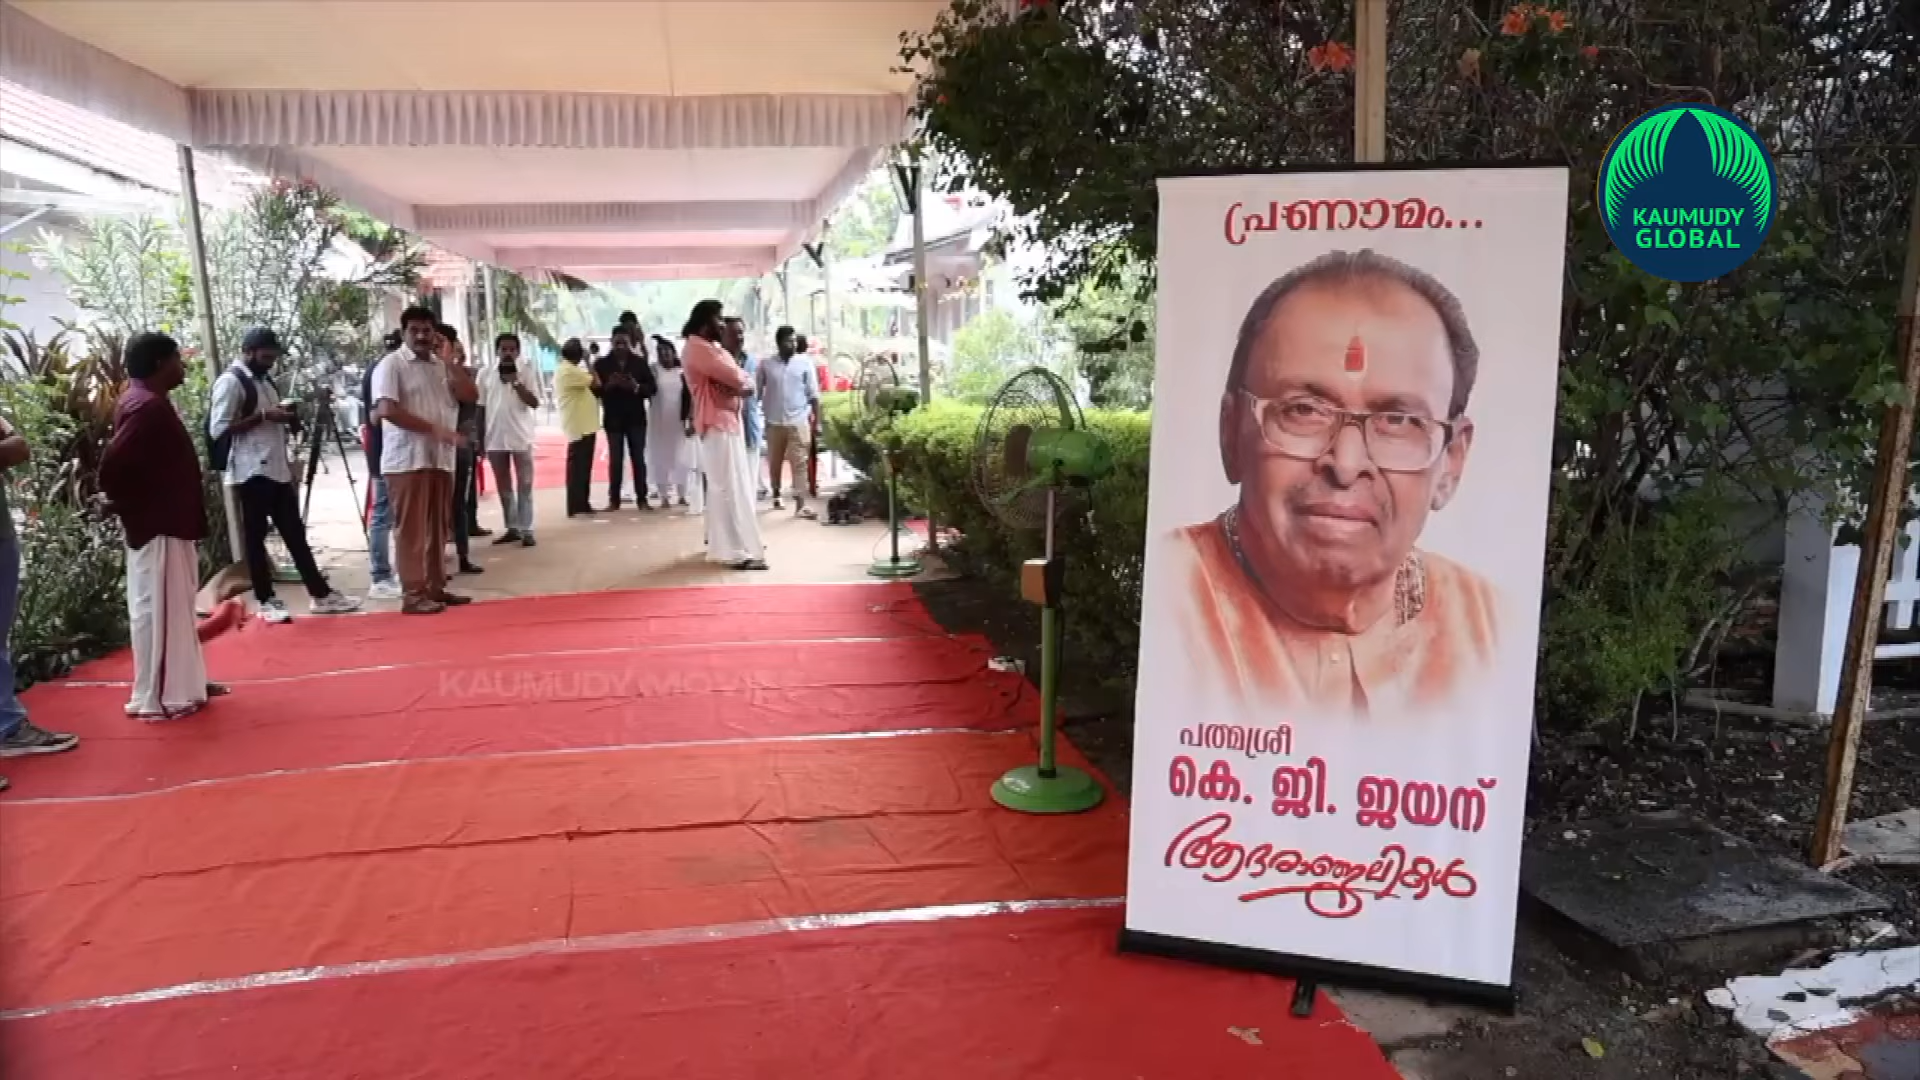 പ്രണാമം...
KAUMUDY
GLOBAL
KAUMUDY MOVIES
പത്മശ്രീ
കെ. ജി. ജയന്
ആദരാഞ്ജലികൾ